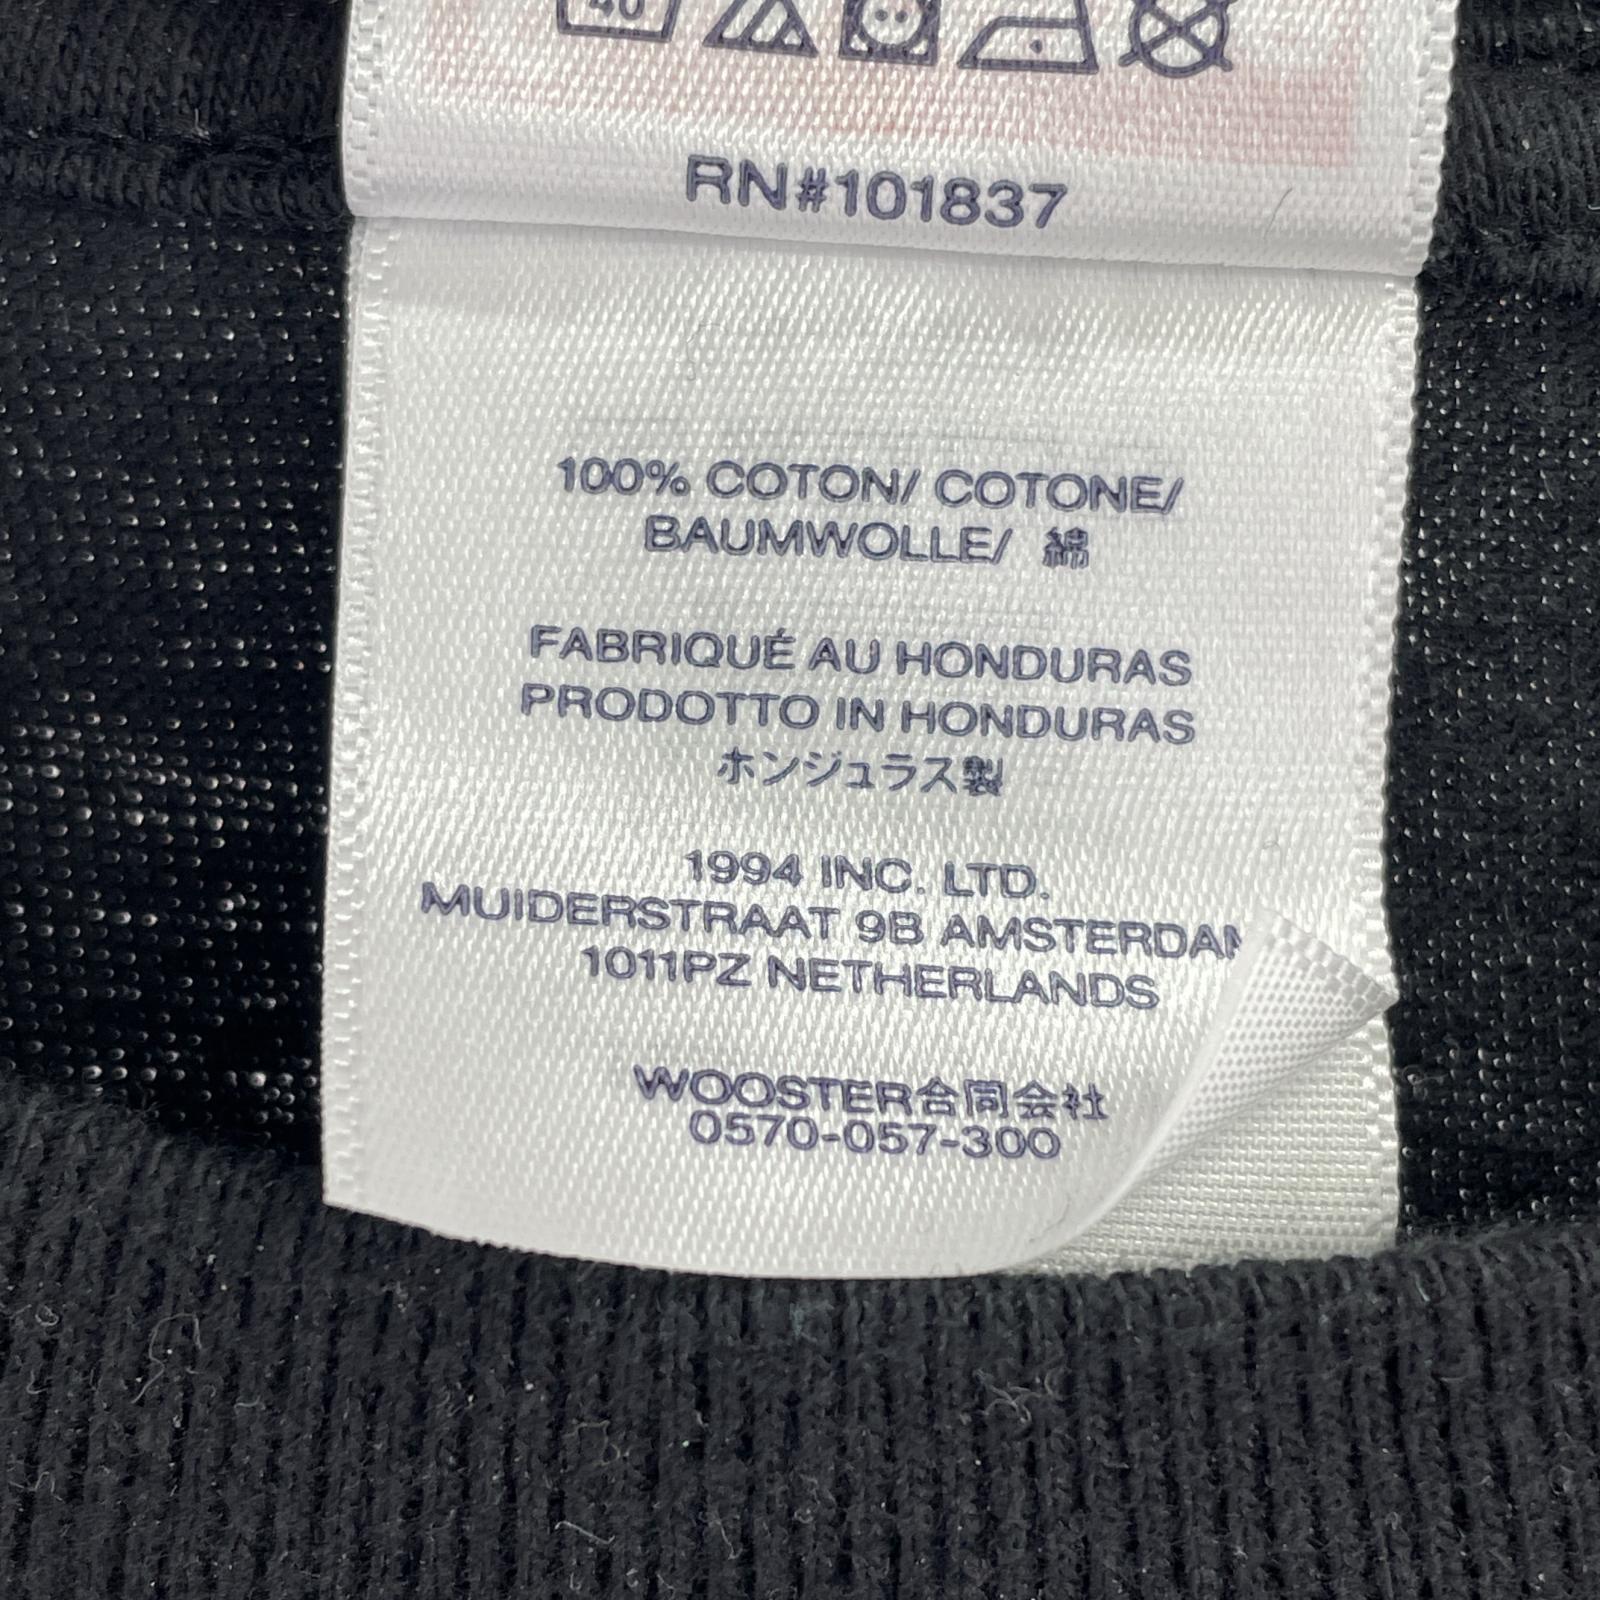 40
RN#101837
100% COTON/ COTONE/
BAUMWOLLE/ 綿
FABRIQUÉ AU HONDURAS
PRODOTTO IN HONDURAS
ホンジュラス製
1994 INC. LTD.
MUIDERSTRAAT 9B AMSTERDAM
1011PZ NETHERLANDS
WOOSTER合同会社
0570-057-300